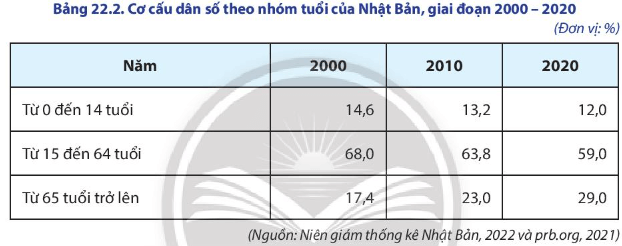 Bảng 22.2. Cơ cấu dân số theo nhóm tuổi của Nhật Bản, giai đoạn 2000 – 2020
(Đơn vị: %)
Năm 2000 2010 2020
Từ 0 đến 14 tuổi 14,6 13,2 12,0
Từ 15 đến 64 tuổi 68,0 63,8 59,0
Từ 65 tuổi trở lên 17,4 23,0 29,0
(Nguồn: Niên giám thống kê Nhật Bản, 2022 và prb.org, 2021)